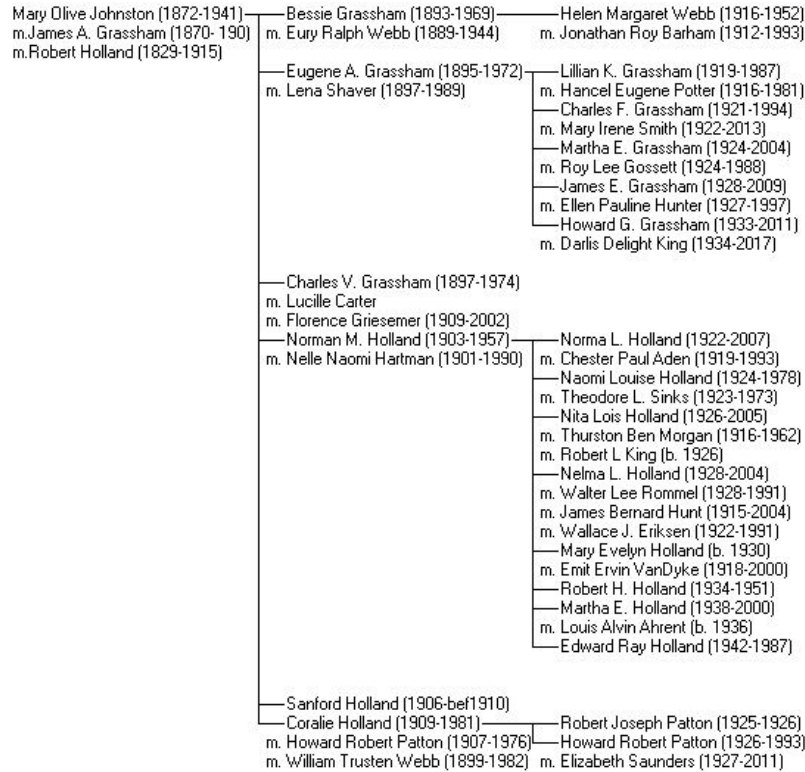 Mary Olive Johnston (1872-1941)
m.James A. Grassham (1870- 190)
m.Robert Holland (1829-1915)
Bessie Grassham (1893-1969)
m. Eury Ralph Webb (1889-1944)
Helen Margaret Webb (1916-1952)
m. Jonathan Roy Barham (1912-1993)
Eugene A. Grassham (1895-1972)
m. Lena Shaver (1897-1989)
Lillian K. Grassham (1919-1987)
m. Hancel Eugene Potter (1916-1981)
Charles F. Grassham (1921-1994)
m. Mary Irene Smith (1922-2013)
Martha E. Grassham (1924-2004)
m. Roy Lee Gossett (1924-1988)
James E. Grassham (1928-2009)
m. Ellen Pauline Hunter (1927-1997)
Howard G. Grassham (1933-2011)
m. Darlis Delight King (1934-2017)
Charles V. Grassham (1897-1974)
m. Lucille Carter
m. Florence Griesemer (1909-2002)
Norman M. Holland (1903-1957)
m. Nelle Naomi Hartman (1901-1990)
Norma L. Holland (1922-2007)
m. Chester Paul Aden (1919-1993)
Naomi Louise Holland (1924-1978)
m. Theodore L. Sinks (1923-1973)
Nita Lois Holland (1926-2005)
m. Thurston Ben Morgan (1916-1962)
m. Robert L King (b. 1926)
Nelma L. Holland (1928-2004)
m. Walter Lee Rommel (1928-1991)
m. James Bernard Hunt (1915-2004)
m. Wallace J. Eriksen (1922-1991)
Mary Evelyn Holland (b. 1930)
m. Emit Ervin VanDyke (1918-2000)
Robert H. Holland (1934-1951)
Martha E. Holland (1938-2000)
m. Louis Alvin Ahrent (b. 1936)
Edward Ray Holland (1942-1987)
Sanford Holland (1906-bef1910)
Coralie Holland (1909-1981)
m. Howard Robert Patton (1907-1976)
m. William Trusten Webb (1899-1982)
Robert Joseph Patton (1925-1926)
Howard Robert Patton (1926-1993)
m. Elizabeth Saunders (1927-2011)